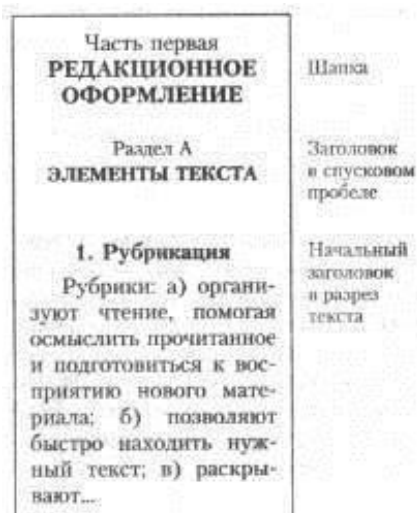 Часть первая
РЕДАКЦИОННОЕ
ОФОРМЛЕНИЕ
Шапка
Раздел А
ЭЛЕМЕНТЫ ТЕКСТА
Заголовок
в спусковом
пробеле
1. Рубрикация
Начальный
заголовок
в разрез
текста
Рубрики: а) органи-
зуют чтение, помогая
осмыслить прочитанное
и подготовиться к вос-
приятию нового мате-
риала; б) позволяют
быстро находить нуж-
ный текст; в) раскры-
вают...